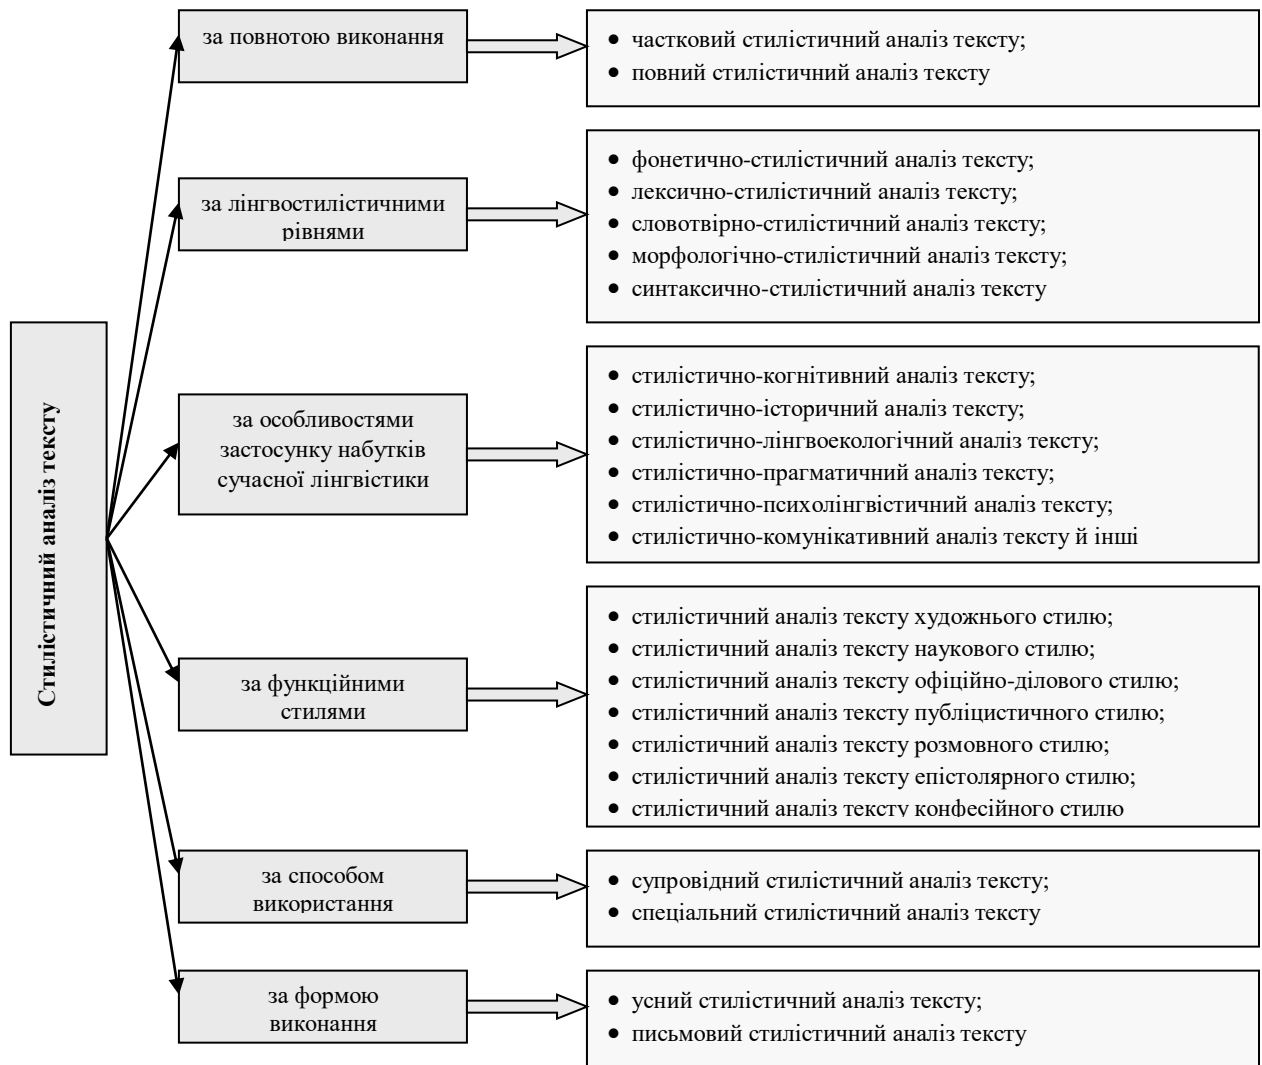 Стилістичний аналіз тексту
за повнотою виконання
частковий стилістичний аналіз тексту;
повний стилістичний аналіз тексту
за лінгвостилістичними
рівнями
фонетично-стилістичний аналіз тексту;
лексично-стилістичний аналіз тексту;
словотвірно-стилістичний аналіз тексту;
морфологічно-стилістичний аналіз тексту;
синтаксично-стилістичний аналіз тексту
за особливостями
застосунку набутків
сучасної лінгвістики
стилістично-когнітивний аналіз тексту;
стилістично-історичний аналіз тексту;
стилістично-лінгвоекологічний аналіз тексту;
стилістично-прагматичний аналіз тексту;
стилістично-психолінгвістичний аналіз тексту;
стилістично-комунікативний аналіз тексту й інші
за функційними
стилями
стилістичний аналіз тексту художнього стилю;
стилістичний аналіз тексту наукового стилю;
стилістичний аналіз тексту офіційно-ділового стилю;
стилістичний аналіз тексту публіцистичного стилю;
стилістичний аналіз тексту розмовного стилю;
стилістичний аналіз тексту епістолярного стилю;
стилістичний аналіз тексту конфесійного стилю
за способом
використання
супровідний стилістичний аналіз тексту;
спеціальний стилістичний аналіз тексту
за формою
виконання
усний стилістичний аналіз тексту;
письмовий стилістичний аналіз тексту